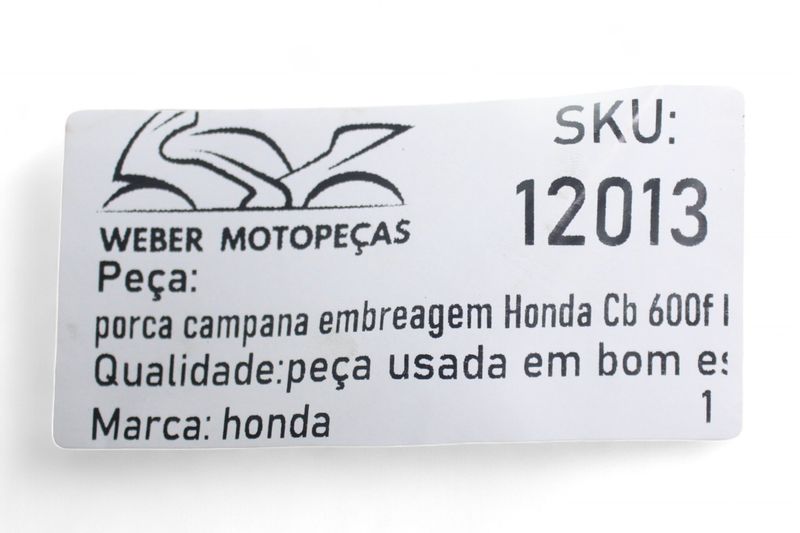 WEBER MOTOPEÇAS
SKU:
12013
Peça:
porca campana embreagem Honda Cb 600f
Qualidade:peça usada em bom
Marca: honda
1